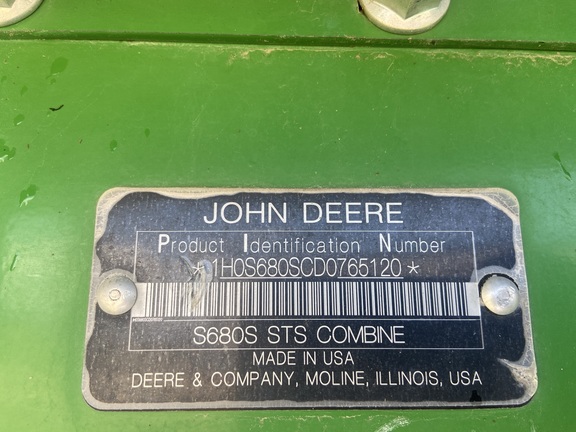 JOHN DEERE
Product Identification Number
*1H0S680SCD0765120*
S680S STS COMBINE
MADE IN USA
DEERE & COMPANY, MOLINE, ILLINOIS, USA